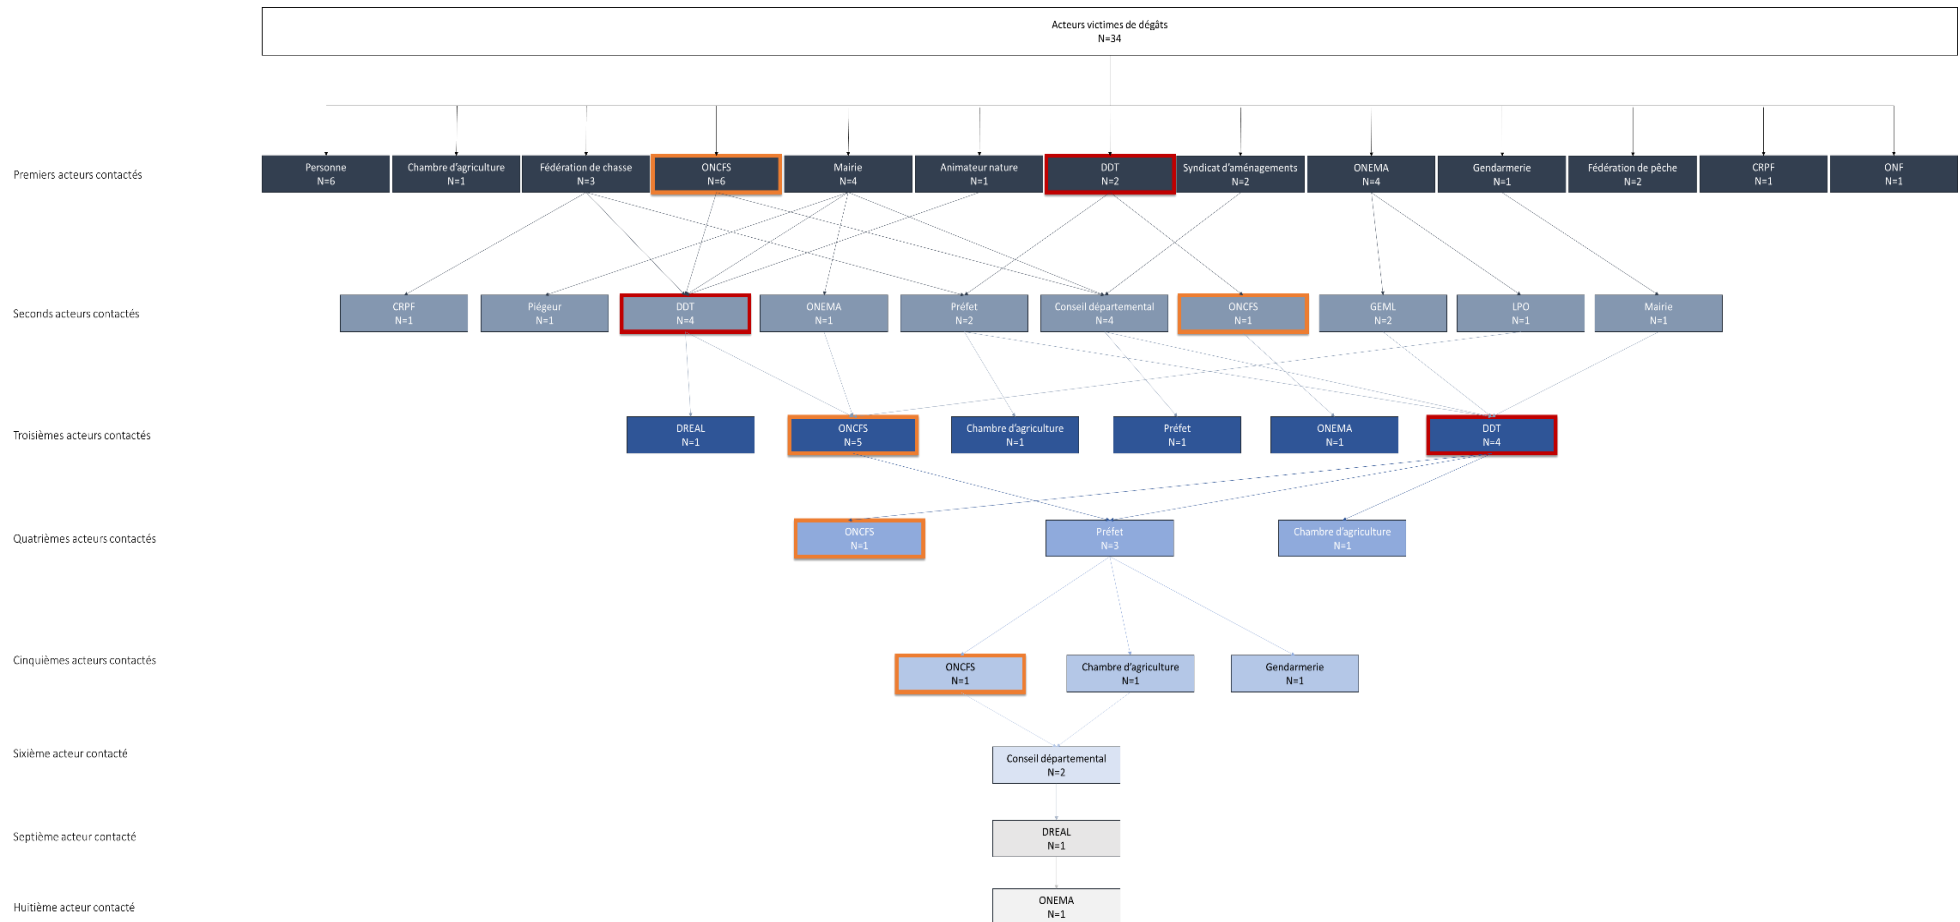 Acteurs victimes de dégâts
N=34
Premiers acteurs contactés
Personne
N=6
Chambre d'agriculture
N=1
Fédération de chasse
N=3
ONCFS
N=6
Mairie
N=4
Animateur nature
N=1
DDT
N=2
Syndicat d'aménagements
N=2
ONEMA
N=4
Gendarmerie
N=1
Fédération de pêche
N=2
CRPF
N=1
ONF
N=1
Seconds acteurs contactés
CRPF
N=1
Piégeur
N=1
DDT
N=4
ONEMA
N=1
Préfet
N=2
Conseil départemental
N=4
ONCFS
N=1
GEML
N=2
LPO
N=1
Mairie
N=1
Troisièmes acteurs contactés
DREAL
N=1
ONCFS
N=5
Chambre d'agriculture
N=1
Préfet
N=1
ONEMA
N=1
DDT
N=4
Quatrièmes acteurs contactés
ONCFS
N=1
Préfet
N=3
Chambre d'agriculture
N=1
Cinquièmes acteurs contactés
ONCFS
N=1
Chambre d'agriculture
N=1
Gendarmerie
N=1
Sixième acteur contacté
Conseil départemental
N=2
Septième acteur contacté
DREAL
N=1
Huitième acteur contacté
ONEMA
N=1